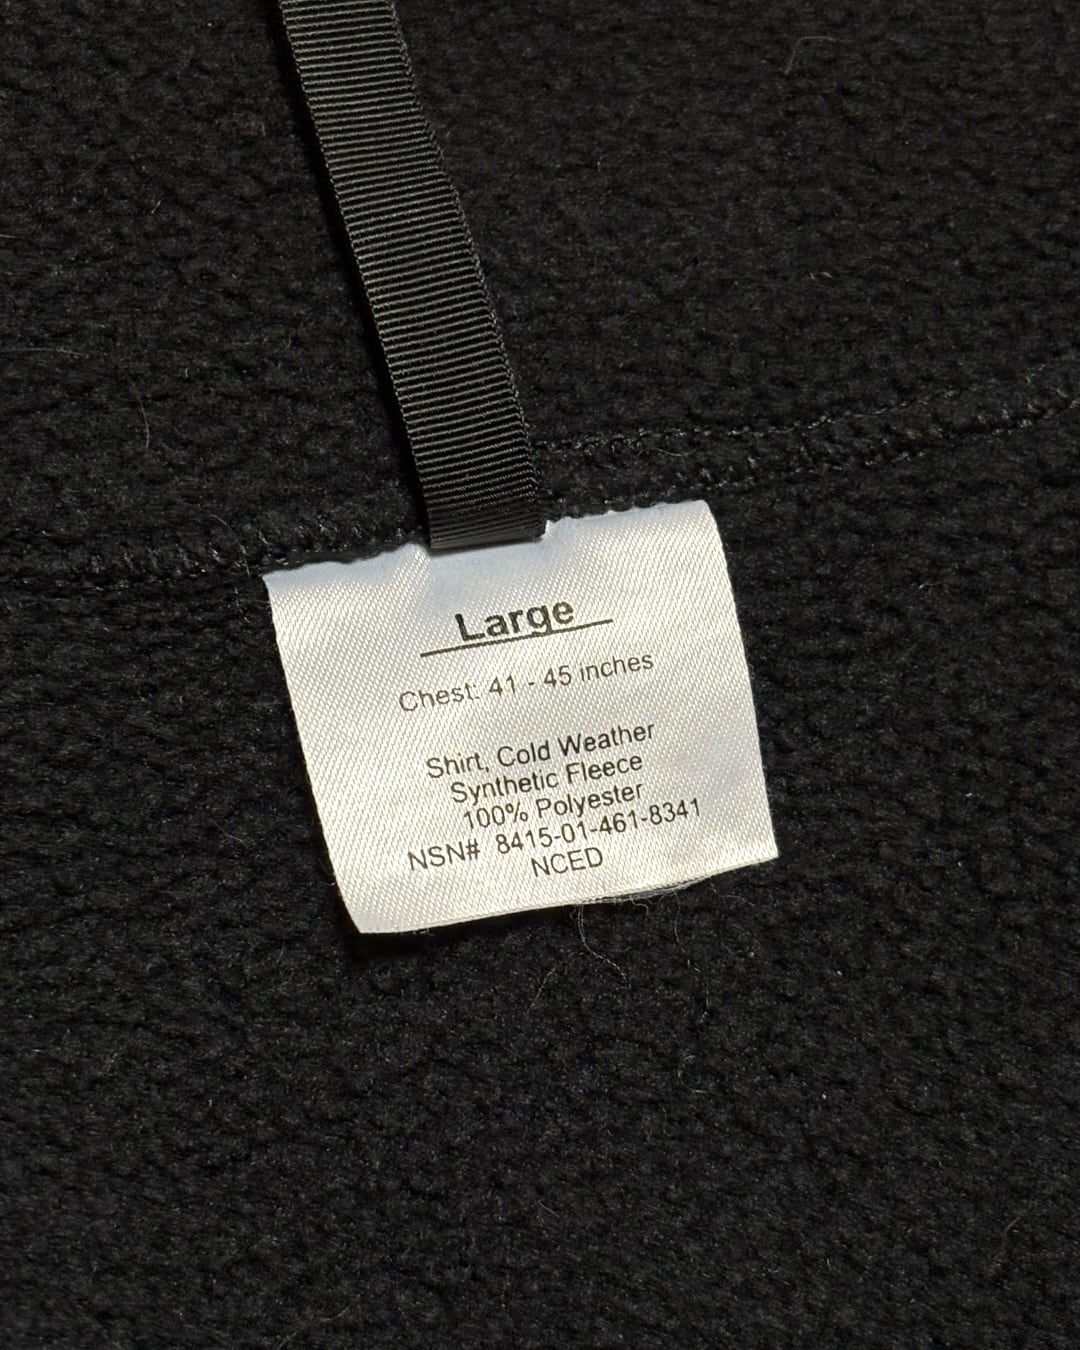 Large
Chest: 41 - 45 inches
Shirt, Cold Weather
Synthetic Fleece
100% Polyester
NSN# 8415-01-461-8341
NCED